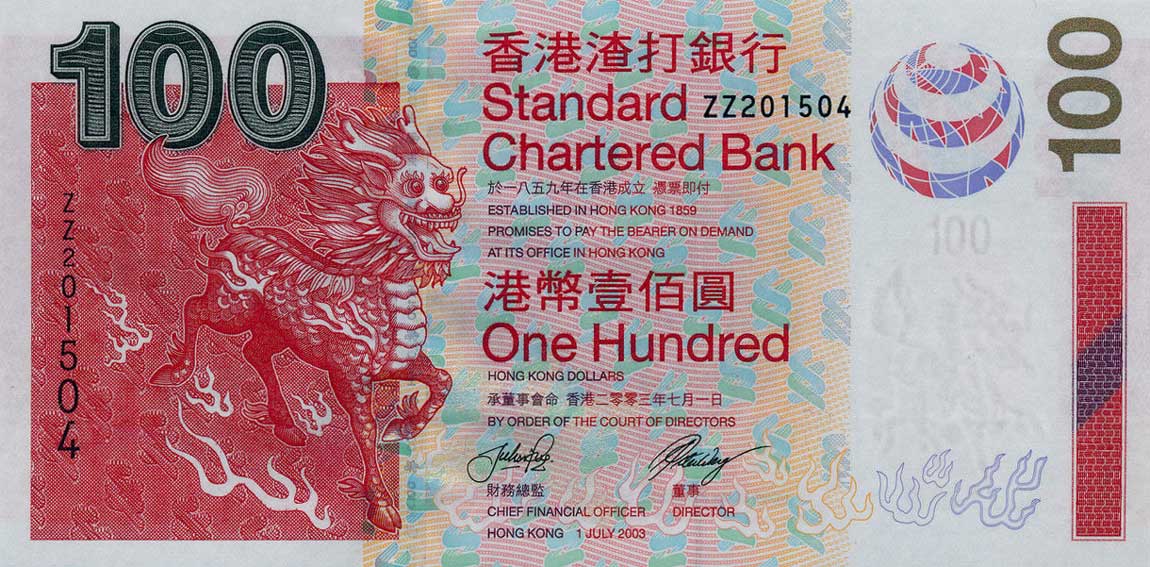 100
香港渣打銀行
Standard
ZZ201504
Chartered Bank
於一八五九年在香港成立 憑票即付
ESTABLISHED IN HONG KONG 1859
PROMISES TO PAY THE BEARER ON DEMAND
AT ITS OFFICE IN HONG KONG
港幣壹佰圓
One Hundred
HONG KONG DOLLARS
承董事會命 香港二零零三年七月一日
BY ORDER OF THE COURT OF DIRECTORS
財務總監 董事
CHIEF FINANCIAL OFFICER DIRECTOR
HONG KONG 1 JULY 2003
ZZ201504
100
100